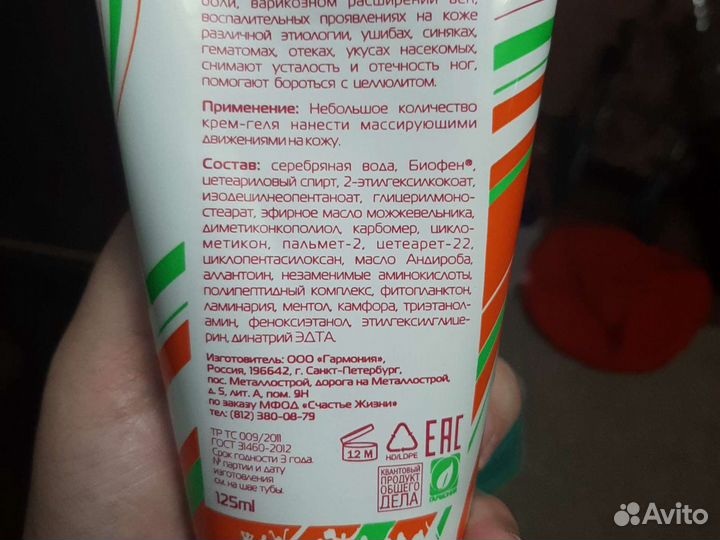 боли, варикозном расширении вен,
воспалительных проявлениях на коже
различной этиологии, ушибах, синяках,
гематомах, отеках, укусах насекомых,
снимают усталость и отечность ног,
помогают бороться с целлюлитом.
Применение: Небольшое количество
крем-геля нанести массирующими
движениями на кожу.
Состав: серебряная вода, Биофен®,
цетеариловый спирт, 2-этилгексилкокоат,
изодецилнеопентаноат, глицерилмоно-
стеарат, эфирное масло можжевельника,
диметиконкополиол, карбомер, цикло-
метикон, пальмет-2, цетеарет-22,
циклопентасилоксан, масло Андироба,
аллантоин, незаменимые аминокислоты,
полипептидный комплекс, фитопланктон,
ламинария, ментол, камфора, триэтанол-
амин, феноксиэтанол, этилгексилглице-
рин, динатрий ЭДТА.
Изготовитель: ООО «Гармония»,
Россия, 196642, г. Санкт-Петербург,
пос. Металлострой, дорога на Металлострой,
д. 5, лит. А, пом. 9Н
по заказу МФОД «Счастье Жизни»
тел: (812) 380-08-79
ТР ТС 009/2011
ГОСТ 31460-2012
Срок годности 3 года.
№ партии и дату
изготовления
см. на шве тубы.
125ml
12 M
HD/LDPE
EAC
КВАНТОВЫЙ
ПРОДУКТ
ОБЩЕГО
ДЕЛА
ГАРМОНИЯ
Avito